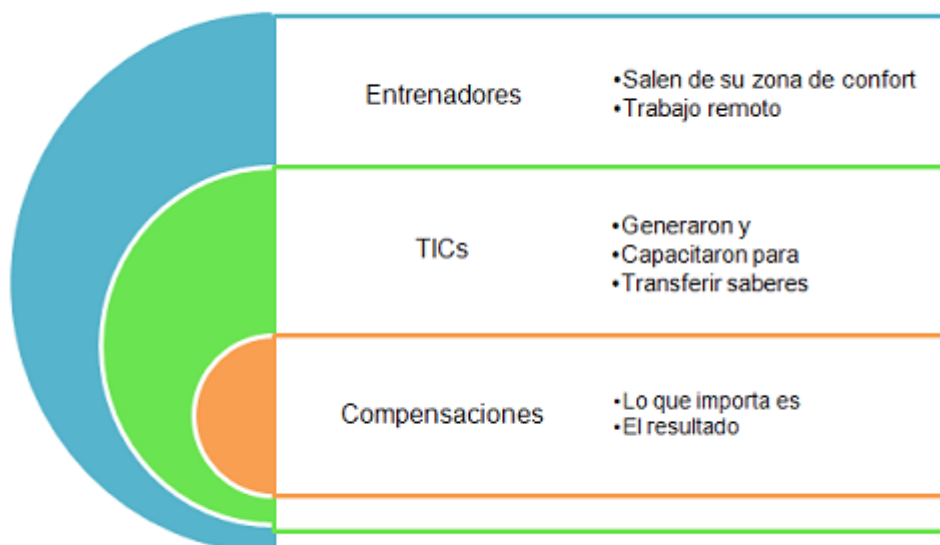 Entrenadores
•Salen de su zona de confort
•Trabajo remoto
TICs
•Generaron y
•Capacitaron para
•Transferir saberes
Compensaciones
•Lo que importa es
•El resultado